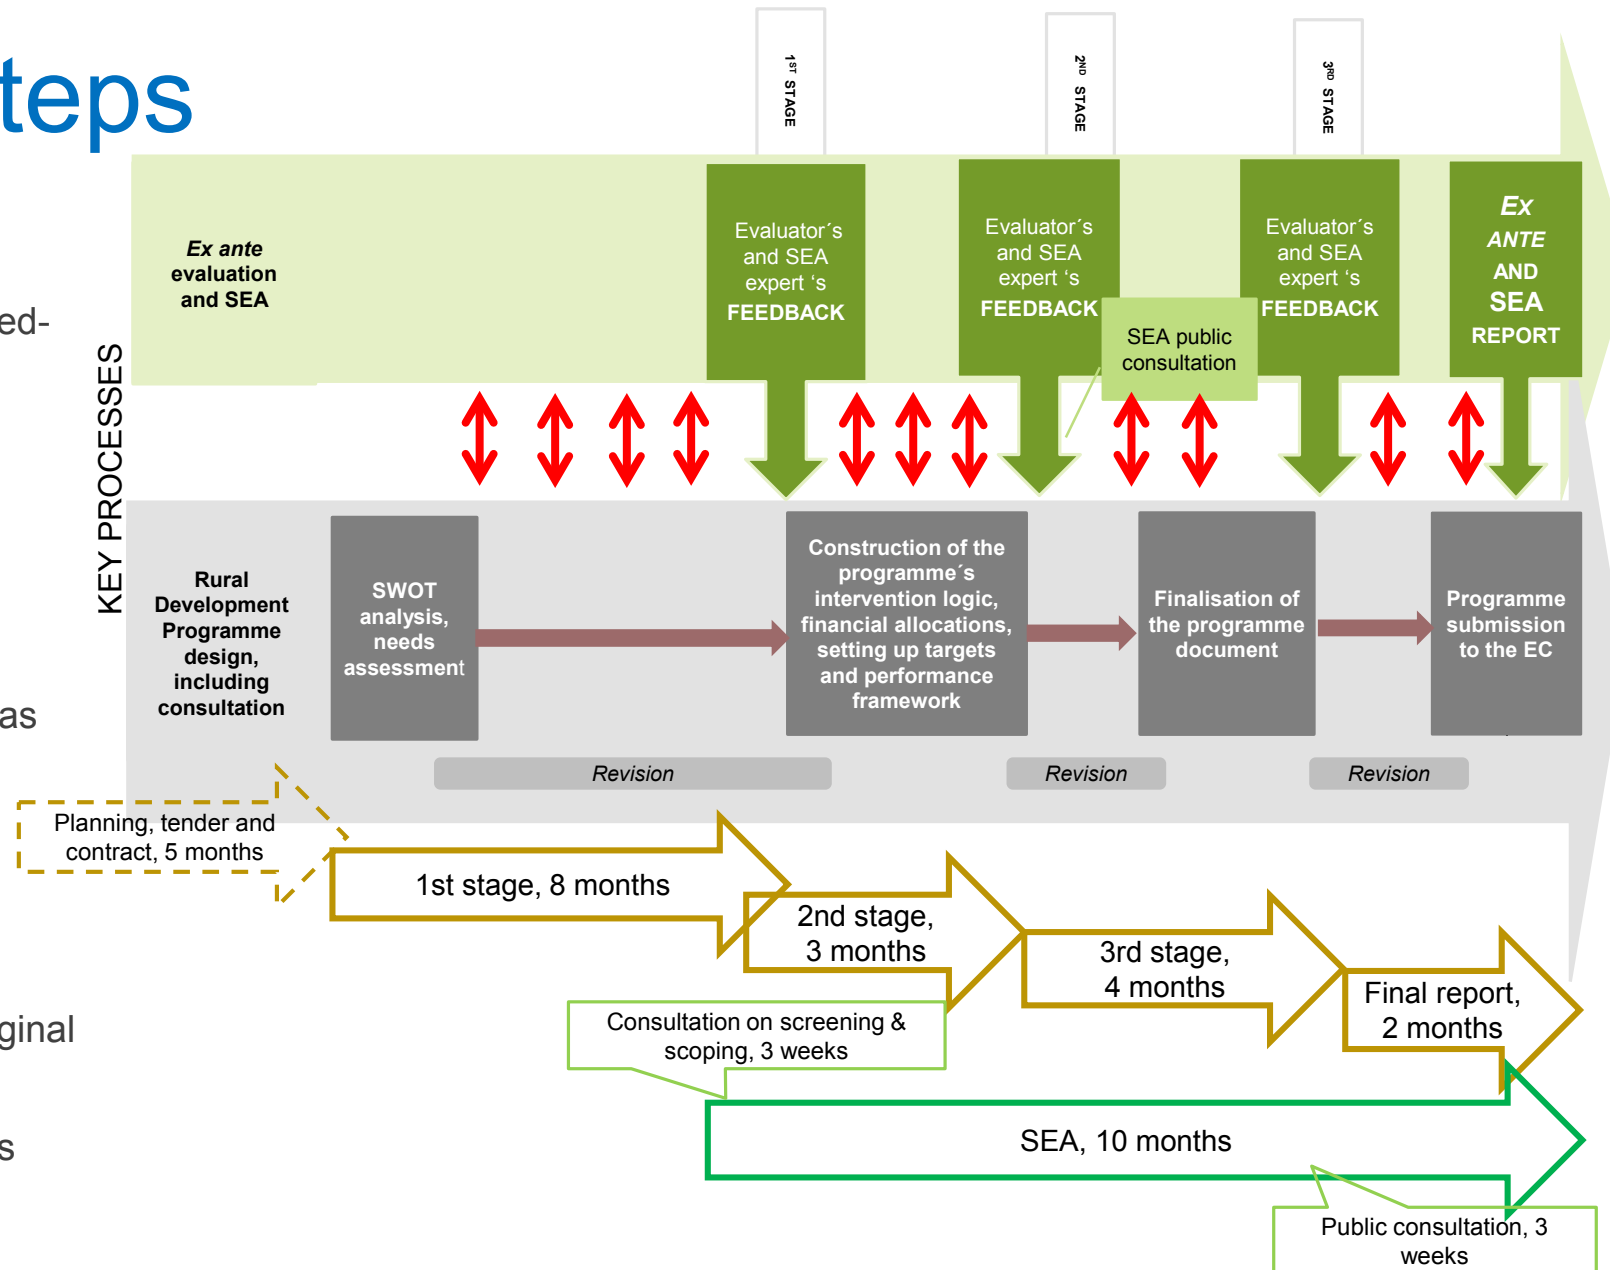 teps
ed-
as
ginal
s
KEY PROCESSES
1ST STAGE
2ND STAGE
3RD STAGE
Ex ante
evaluation
and SEA
Evaluator´s
and SEA
expert ‘s
FEEDBACK
Evaluator´s
and SEA
expert ‘s
FEEDBACK
SEA public
consultation
Evaluator´s
and SEA
expert ‘s
FEEDBACK
EX
ANTE
AND
SEA
REPORT
Rural
Development
Programme
design,
including
consultation
SWOT
analysis,
needs
assessment
Construction of the
programme´s
intervention logic,
financial allocations,
setting up targets
and performance
framework
Finalisation of
the programme
document
Programme
submission
to the EC
Revision
Revision
Revision
Planning, tender and
contract, 5 months
1st stage, 8 months
2nd stage,
3 months
3rd stage,
4 months
Final report,
2 months
Consultation on screening &
scoping, 3 weeks
SEA, 10 months
Public consultation, 3
weeks